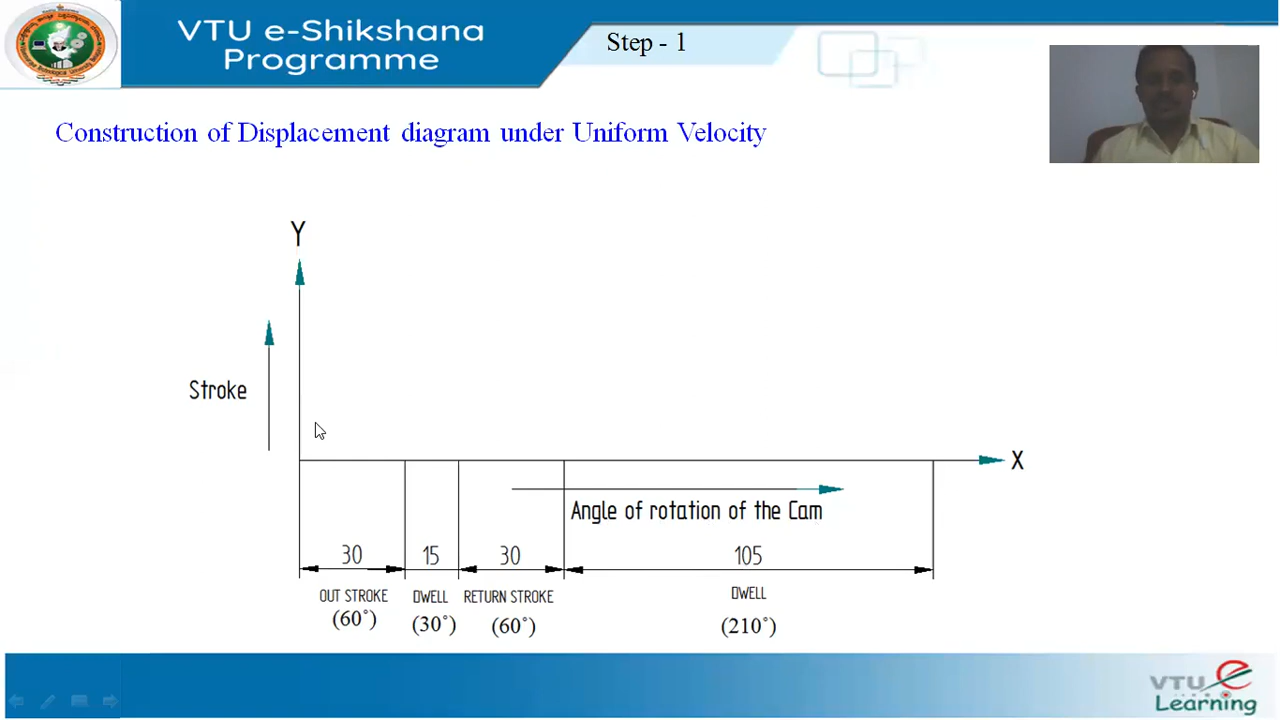 VTU e-Shikshana
Programme
Step - 1
Construction of Displacement diagram under Uniform Velocity
Y
Stroke
X
Angle of rotation of the Cam
30 15 30 105
OUT STROKE DWELL RETURN STROKE DWELL
(60°) (30°) (60°) (210°)
VTU e
Learning